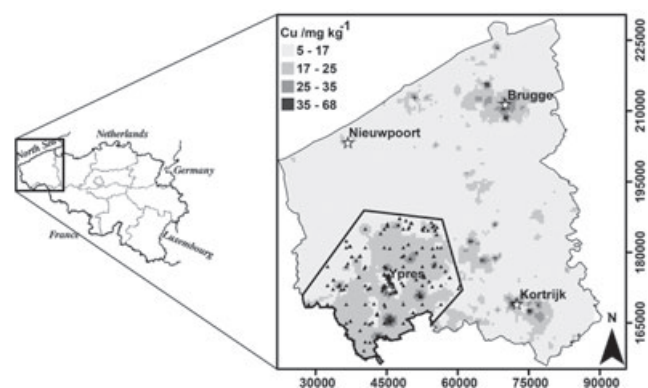 Cu /mg kg-1
5 - 17
17 - 25
25 - 35
35 - 68
Brugge
Nieuwpoort
Ypres
Kortrijk
N
225000
210000
195000
180000
165000
30000 45000 60000 75000 90000
North Sea
Netherlands
Germany
France
Luxembourg